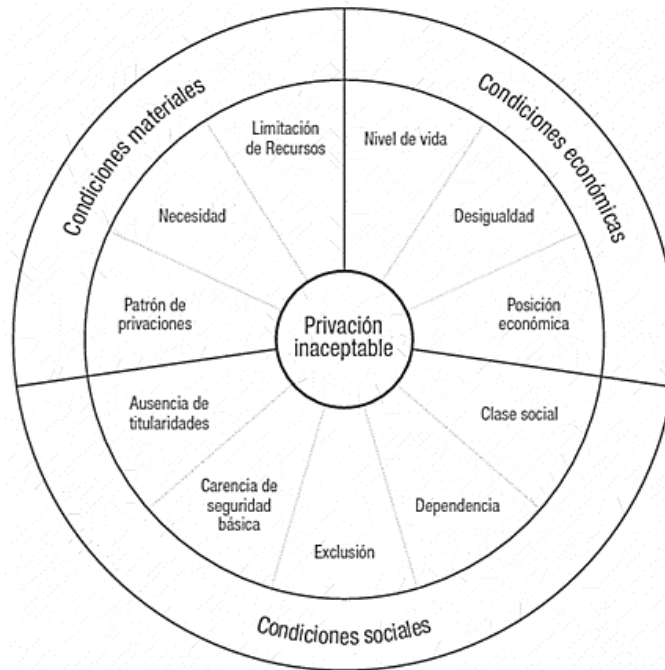 Condiciones materiales
Condiciones económicas
Limitación
de Recursos
Nivel de vida
Necesidad
Desigualdad
Patrón de
privaciones
Privación
inaceptable
Posición
económica
Ausencia de
titularidades
Clase social
Carencia de
seguridad
básica
Dependencia
Exclusión
Condiciones sociales